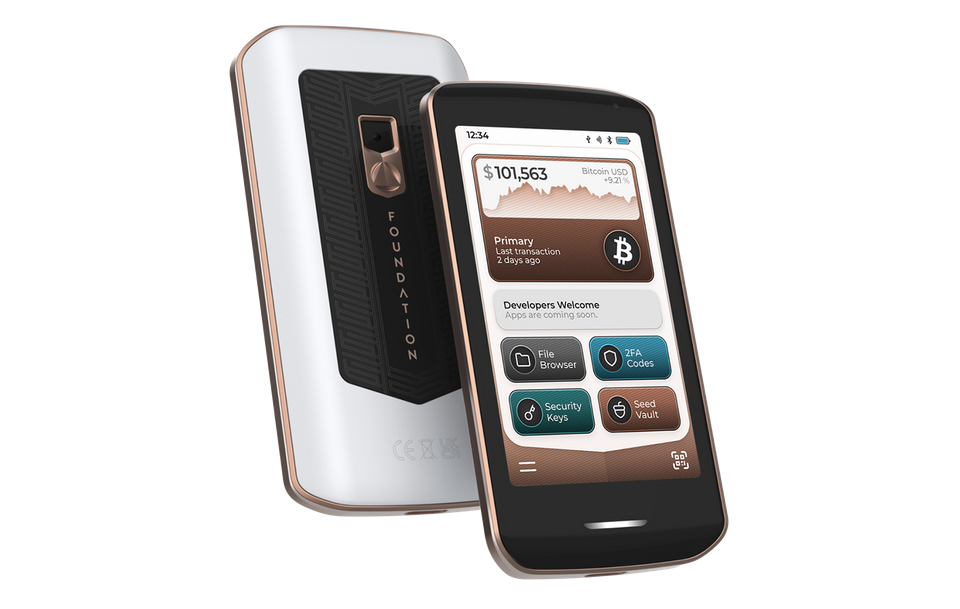 FOUNDATION
12:34
$101,563
Bitcoin USD
+9.21 %
Primary
Last transaction
2 days ago
Developers Welcome
Apps are coming soon.
File
Browser
2FA
Codes
Security
Keys
Seed
Vault
CE